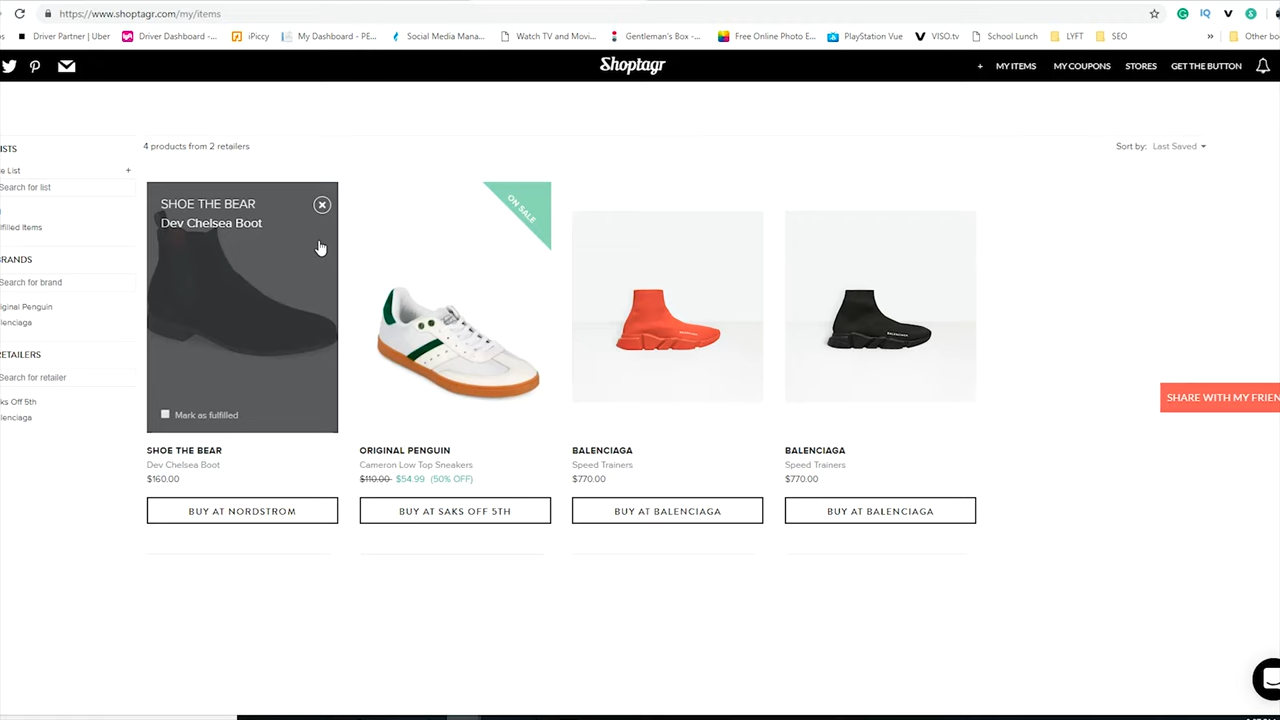 https://www.shoptagr.com/my/items
Driver Partner | Uber
Driver Dashboard -...
iPiccy
My Dashboard - PE...
Social Media Mana...
Watch TV and Movi...
Gentleman's Box -...
Free Online Photo E...
PlayStation Vue
VISO.tv
School Lunch
LYFT
SEO
»
Other bo
Shoptagr
+
MY ITEMS
MY COUPONS
STORES
GET THE BUTTON
ISTS
e List
+
Search for list
lfilled Items
BRANDS
Search for brand
iginal Penguin
lenciaga
RETAILERS
Search for retailer
ks Off 5th
lenciaga
4 products from 2 retailers
Sort by: Last Saved
SHOE THE BEAR
Dev Chelsea Boot
Mark as fulfilled
SHOE THE BEAR
Dev Chelsea Boot
$160.00
BUY AT NORDSTROM
ON SALE
ORIGINAL PENGUIN
Cameron Low Top Sneakers
$110.00 $54.99 (50% OFF)
BUY AT SAKS OFF 5TH
BALENCIAGA
BALENCIAGA
Speed Trainers
$770.00
BUY AT BALENCIAGA
BALENCIAGA
BALENCIAGA
Speed Trainers
$770.00
BUY AT BALENCIAGA
SHARE WITH MY FRIEN